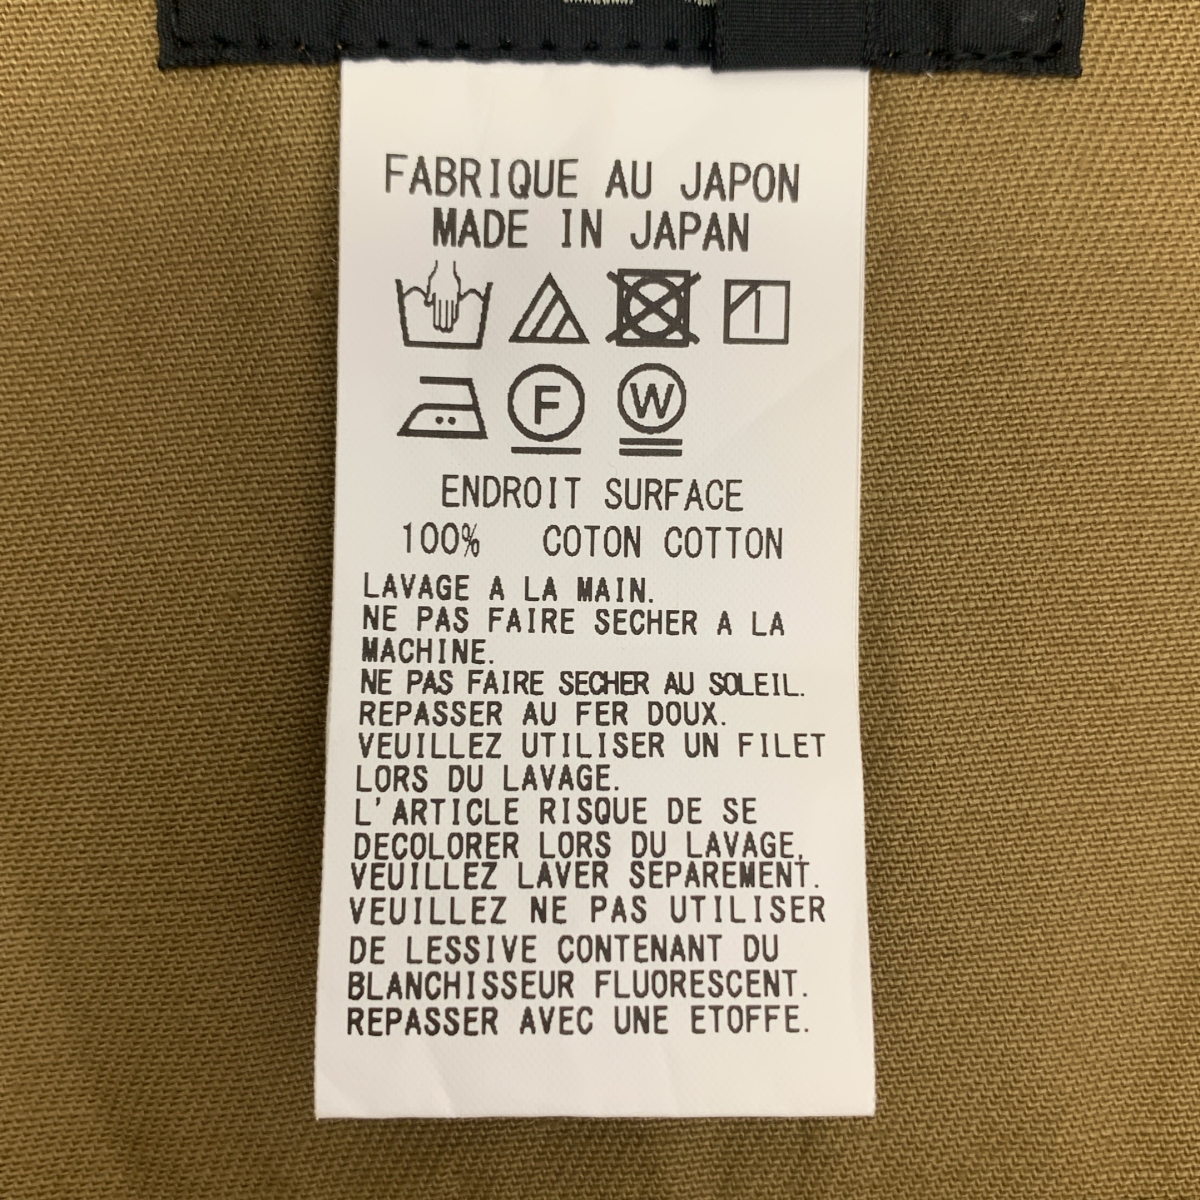 FABRIQUE AU JAPON
MADE IN JAPAN
F W
ENDROIT SURFACE
100% COTON COTTON
LAVAGE A LA MAIN.
NE PAS FAIRE SECHER A LA
MACHINE.
NE PAS FAIRE SECHER AU SOLEIL.
REPASSER AU FER DOUX.
VEUILLEZ UTILISER UN FILET
LORS DU LAVAGE.
L'ARTICLE RISQUE DE SE
DECOLORER LORS DU LAVAGE,
VEUILLEZ LAVER SEPAREMENT.
VEUILLEZ NE PAS UTILISER
DE LESSIVE CONTENANT DU
BLANCHISSEUR FLUORESCENT.
REPASSER AVEC UNE ETOFFE.